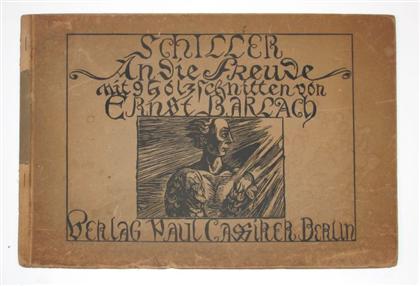 SCHILLER
An die Freude
mit 9 Holzschnitten von
ERNST BARLACH
VERLAG PAUL CASSIRER BERLIN